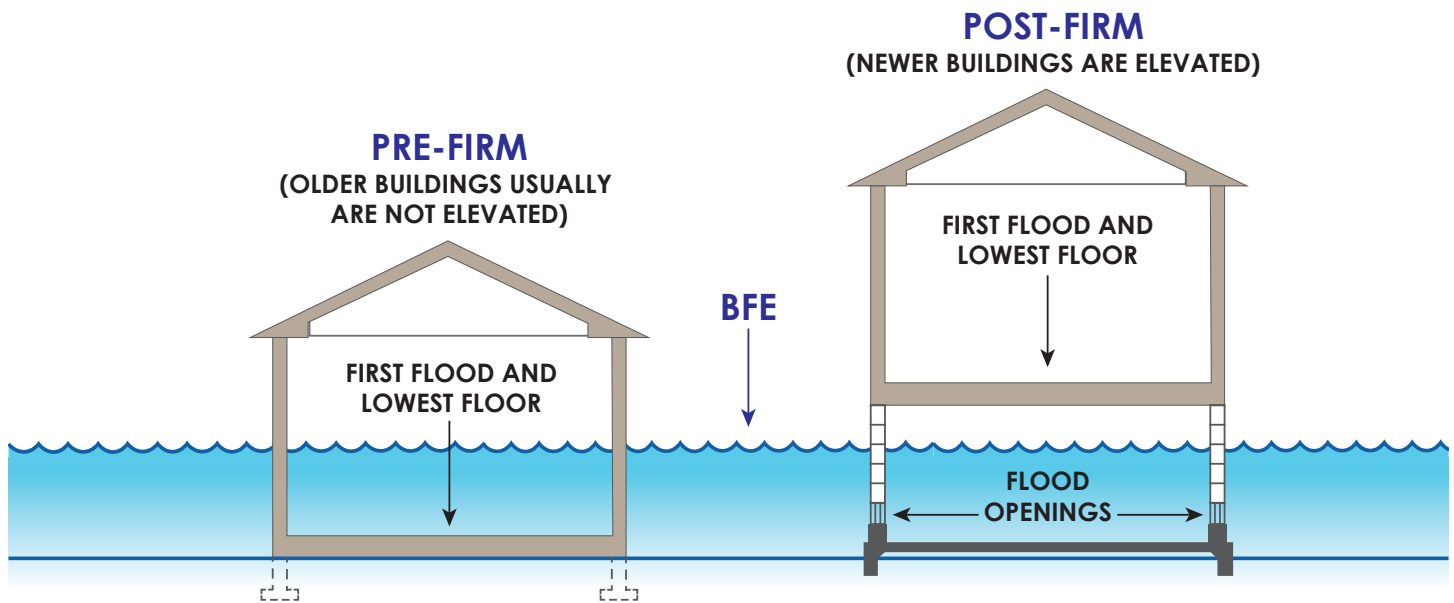 PRE-FIRM
(OLDER BUILDINGS USUALLY
ARE NOT ELEVATED)
FIRST FLOOD AND
LOWEST FLOOR
BFE
POST-FIRM
(NEWER BUILDINGS ARE ELEVATED)
FIRST FLOOD AND
LOWEST FLOOR
FLOOD
OPENINGS